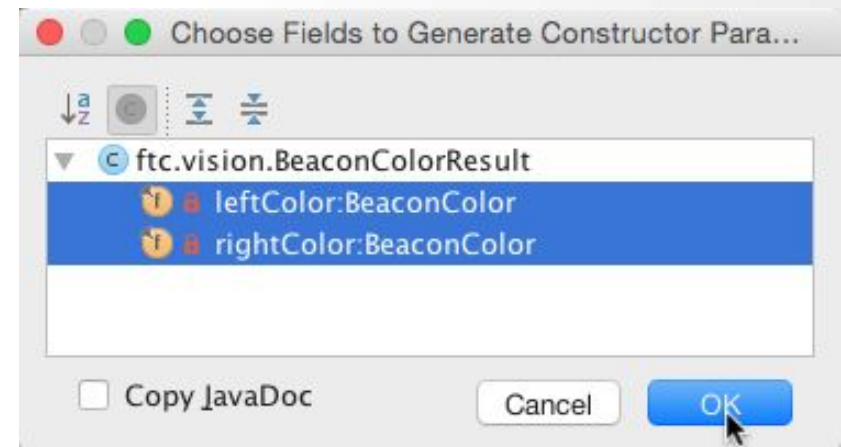 Choose Fields to Generate Constructor Para...
ftc.vision.BeaconColorResult
leftColor:BeaconColor
rightColor:BeaconColor
Copy JavaDoc
Cancel
OK